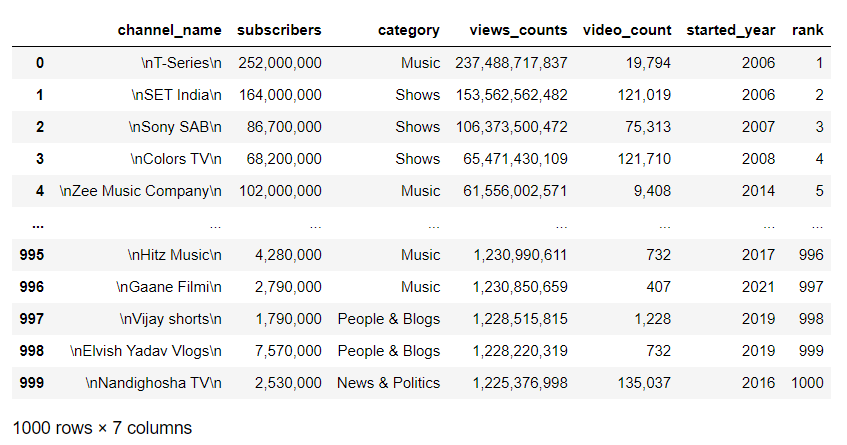 channel_name subscribers category views_counts video_count started_year rank
0 \nT-Series\n 252,000,000 Music 237,488,717,837 19,794 2006 1
1 \nSET India\n 164,000,000 Shows 153,562,562,482 121,019 2006 2
2 \nSony SAB\n 86,700,000 Shows 106,373,500,472 75,313 2007 3
3 \nColors TV\n 68,200,000 Shows 65,471,430,109 121,710 2008 4
4 \nZee Music Company\n 102,000,000 Music 61,556,002,571 9,408 2014 5
... ... ... ... ... ... ... ...
995 \nHitz Music\n 4,280,000 Music 1,230,990,611 732 2017 996
996 \nGaane Filmi\n 2,790,000 Music 1,230,850,659 407 2021 997
997 \nVijay shorts\n 1,790,000 People & Blogs 1,228,515,815 1,228 2019 998
998 \nElvish Yadav Vlogs\n 7,570,000 People & Blogs 1,228,220,319 732 2019 999
999 \nNandighosha TV\n 2,530,000 News & Politics 1,225,376,998 135,037 2016 1000
1000 rows × 7 columns